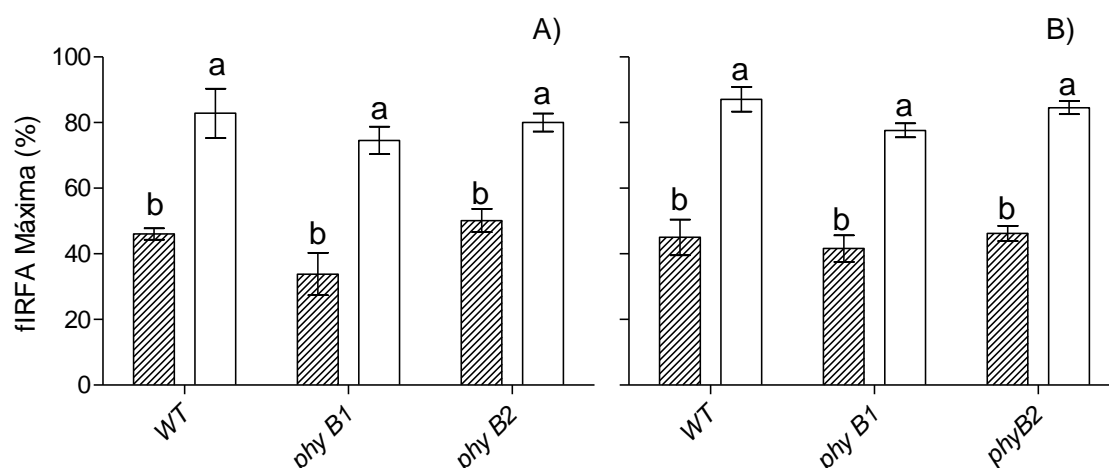 A) B)
fIRFA Máxima (%)
100
80
60
40
20
0
a a a a a a
b b b b b b
WT phy B1 phy B2 WT phy B1 phyB2